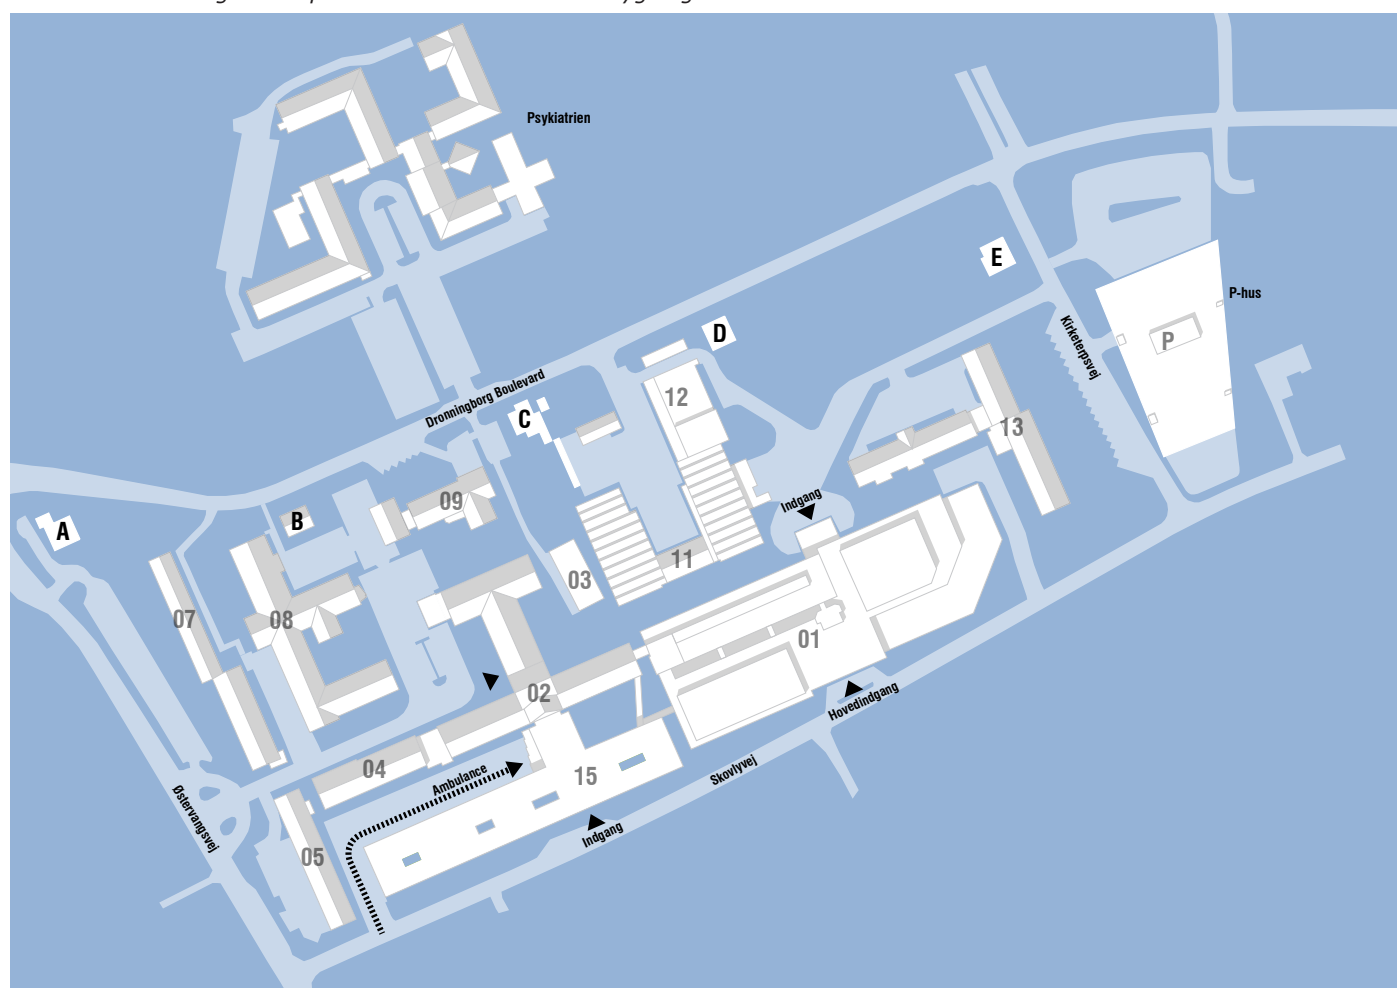 Psykiatrien
E
P-hus
D
P
Kirketerpsvej
Dronningborg Boulevard
12
C
13
09
Indgang
B
A
11
03
07
08
01
02
Hovedindgang
04
Ambulance
15
Skovlyvej
Østervangsvej
Indgang
05